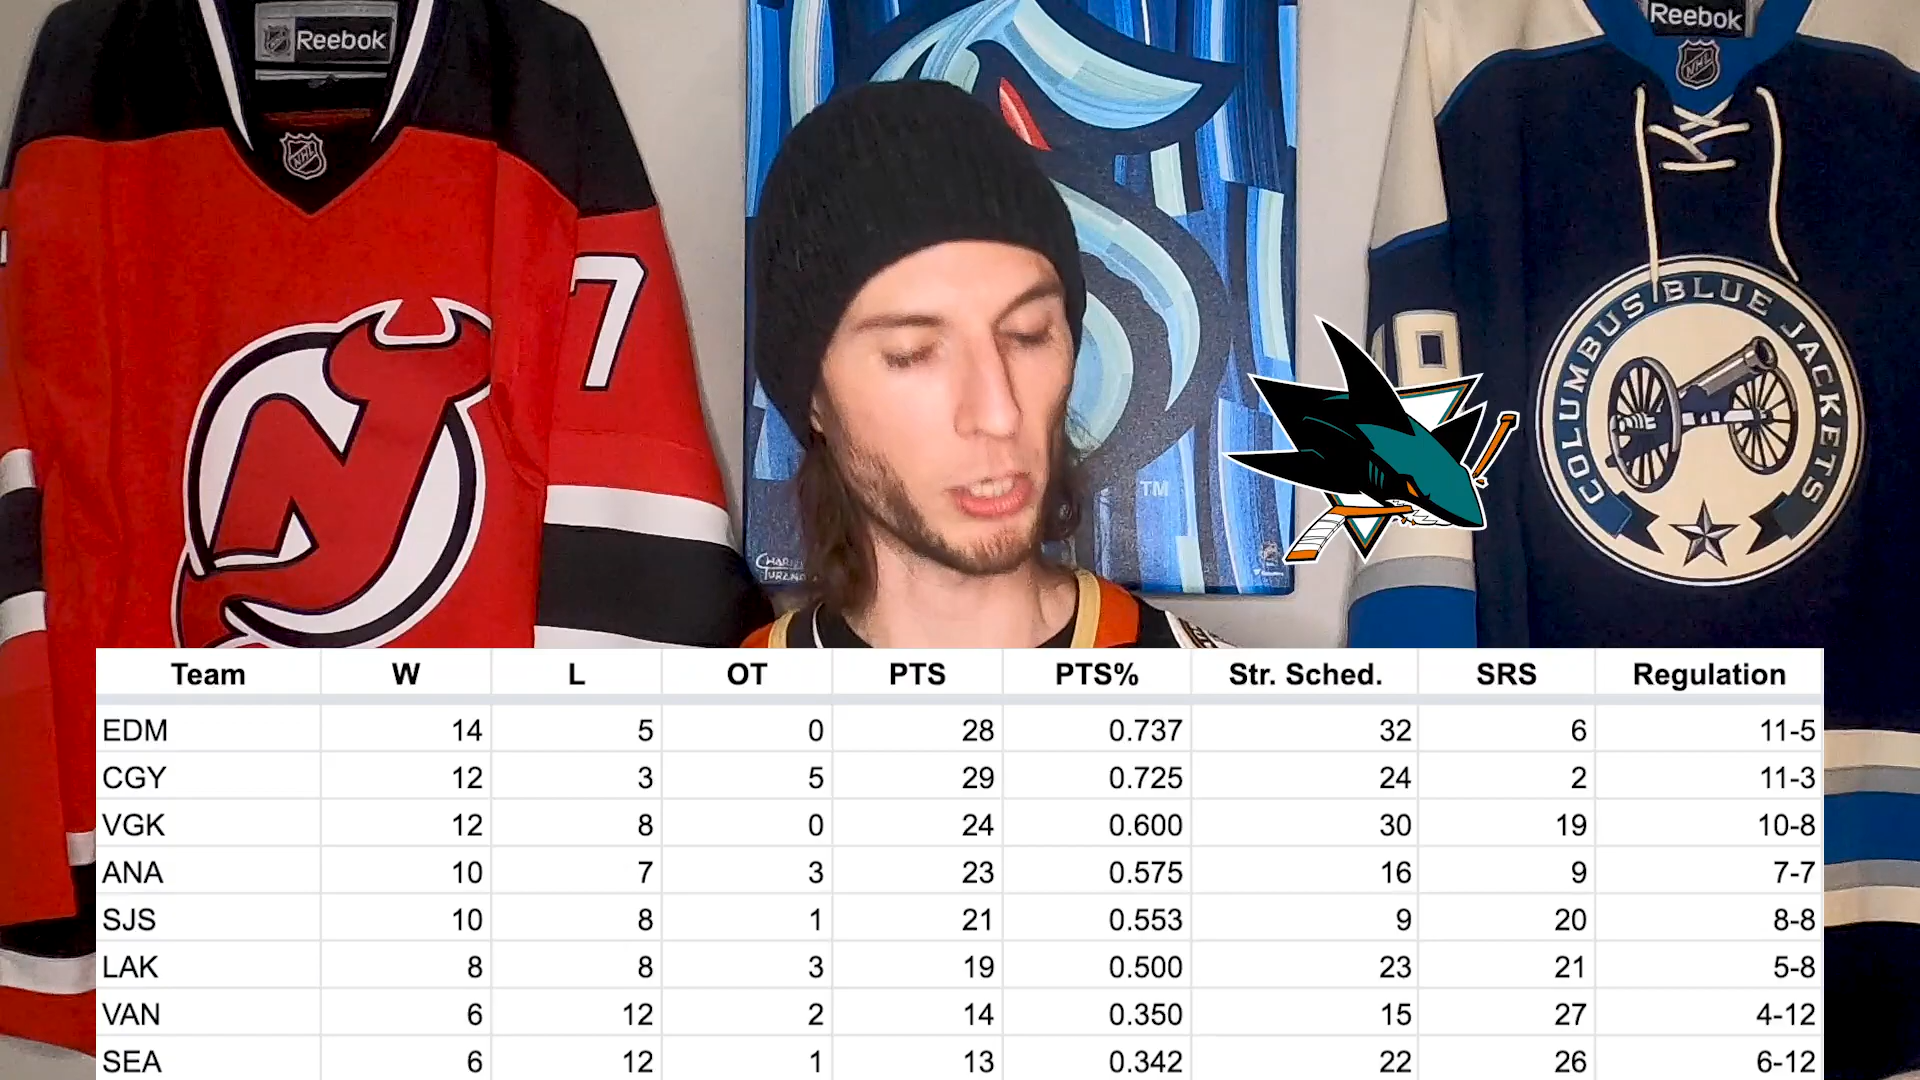 Reebok
NHL
7
Reebok
NHL
COLUMBUS BLUE JACKETS
TM
Team W L OT PTS PTS% Str. Sched. SRS Regulation
EDM 14 5 0 28 0.737 32 6 11-5
CGY 12 3 5 29 0.725 24 2 11-3
VGK 12 8 0 24 0.600 30 19 10-8
ANA 10 7 3 23 0.575 16 9 7-7
SJS 10 8 1 21 0.553 9 20 8-8
LAK 8 8 3 19 0.500 23 21 5-8
VAN 6 12 2 14 0.350 15 27 4-12
SEA 6 12 1 13 0.342 22 26 6-12